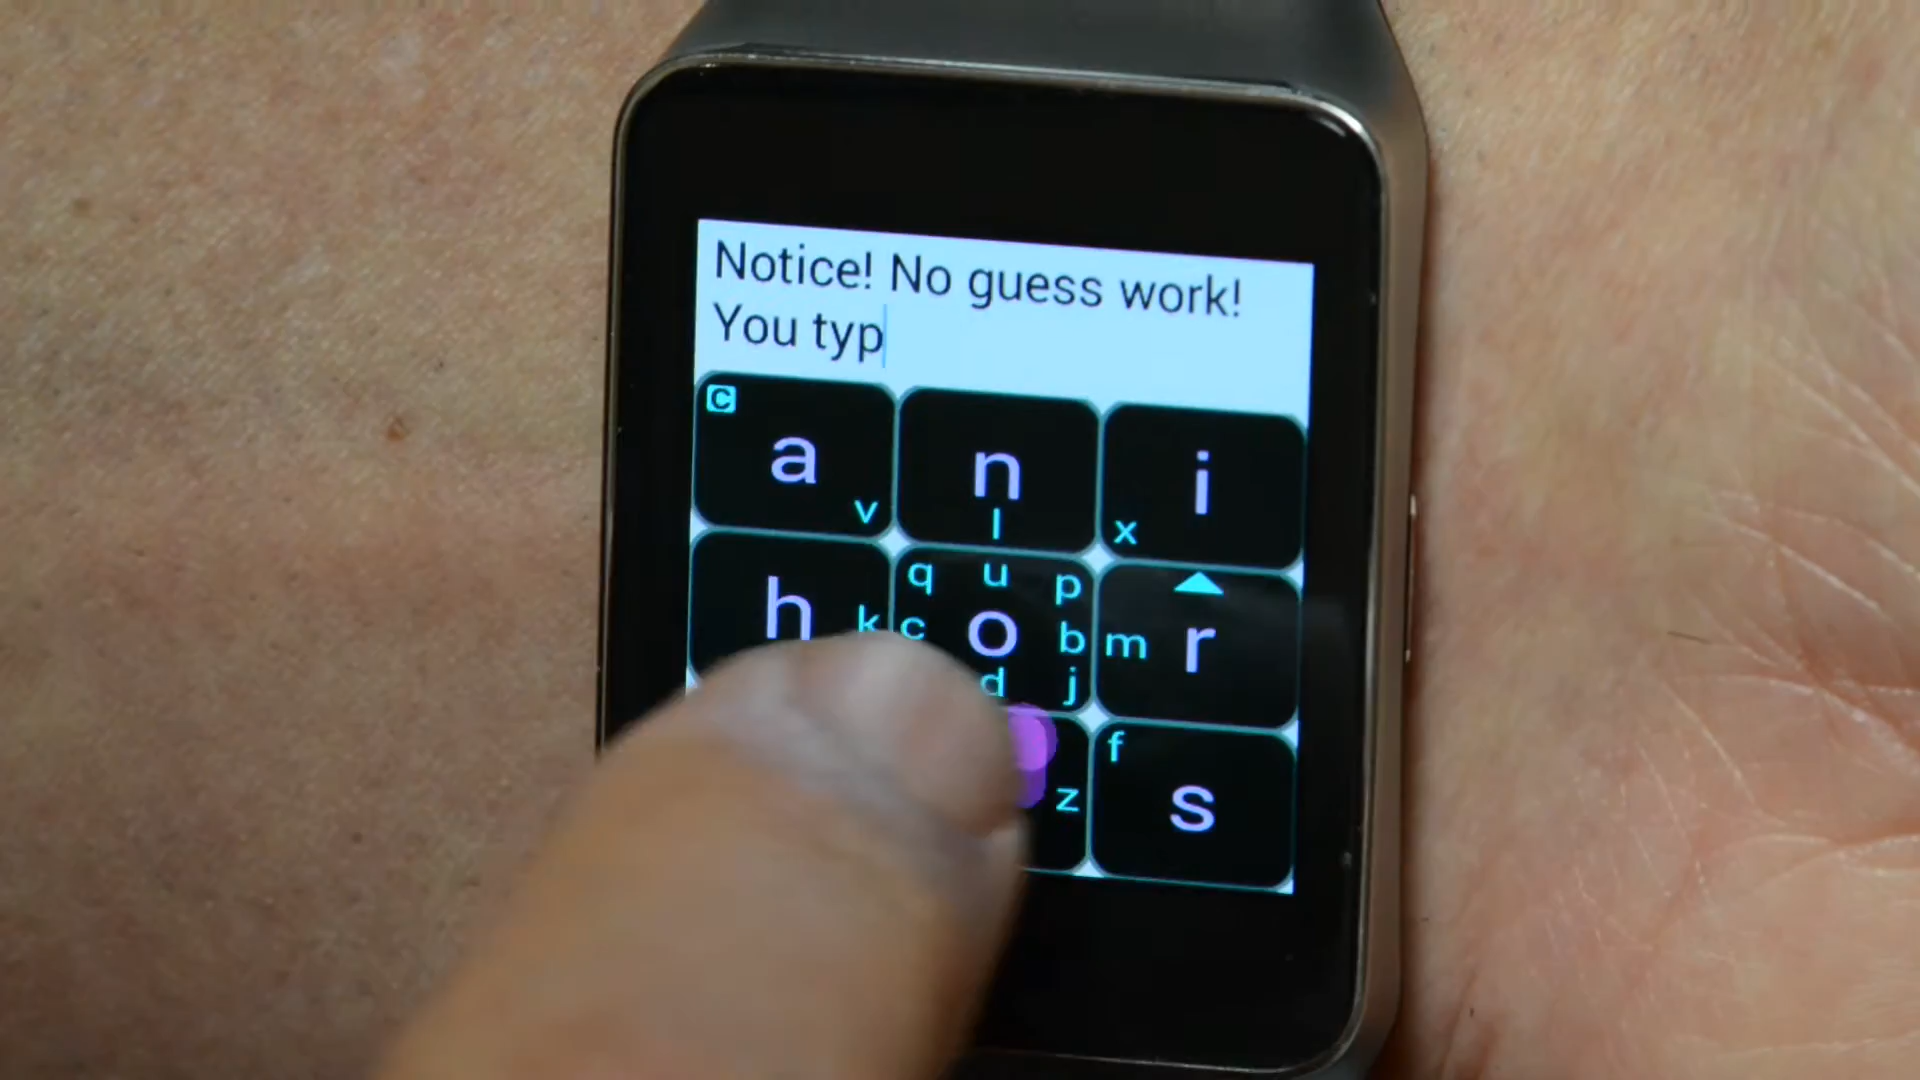 Notice! No guess work!
You typ
C a v
n l
i x
h k
q u p
c o b
d j
m r
z
f s